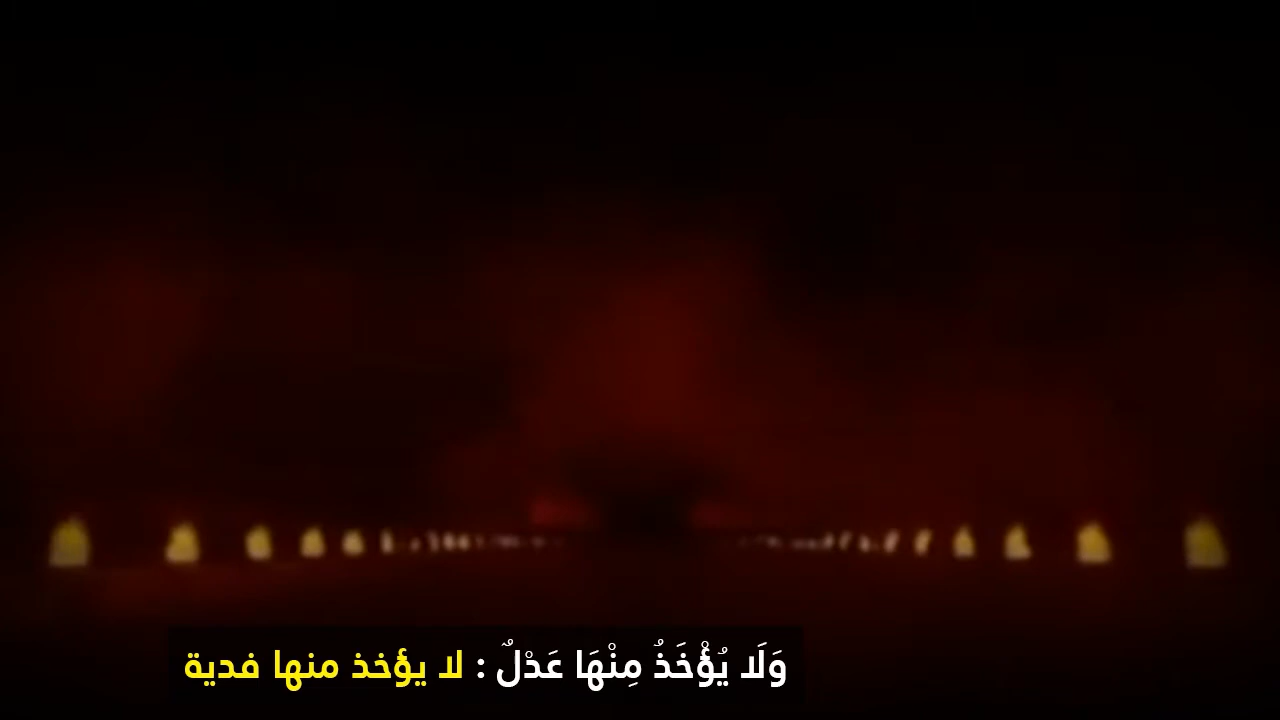 وَلَا يُؤْخَذُ مِنْهَا عَدْلٌ : لا يؤخذ منها فدية